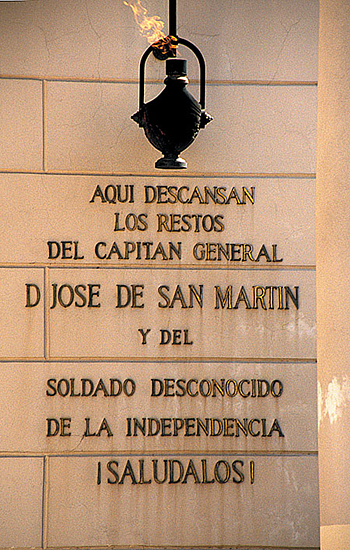 AQUI DESCANSAN
LOS RESTOS
DEL CAPITAN GENERAL
D JOSE DE SAN MARTIN
Y DEL
SOLDADO DESCONOCIDO
DE LA INDEPENDENCIA
¡SALUDALOS!